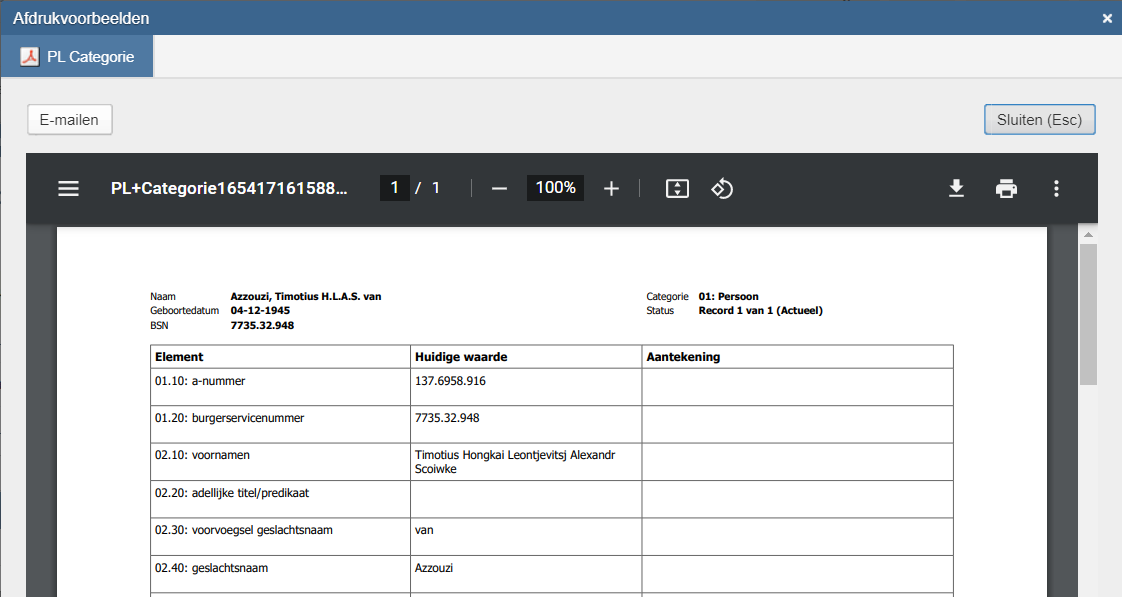 Afdrukvoorbeelden
PL Categorie
E-mailen
Sluiten (Esc)
PL+Categorie165417161588...
1 / 1
100%
Naam Azzouzi, Timotius H.L.A.S. van
Categorie 01: Persoon
Geboortedatum 04-12-1945
Status Record 1 van 1 (Actueel)
BSN 7735.32.948
Element Huidige waarde Aantekening
01.10: a-nummer 137.6958.916
01.20: burgerservicenummer 7735.32.948
02.10: voornamen Timotius Hongkai Leontjevitsj Alexandr
Scoiwke
02.20: adellijke titel/predikaat
02.30: voorvoegsel geslachtsnaam van
02.40: geslachtsnaam Azzouzi